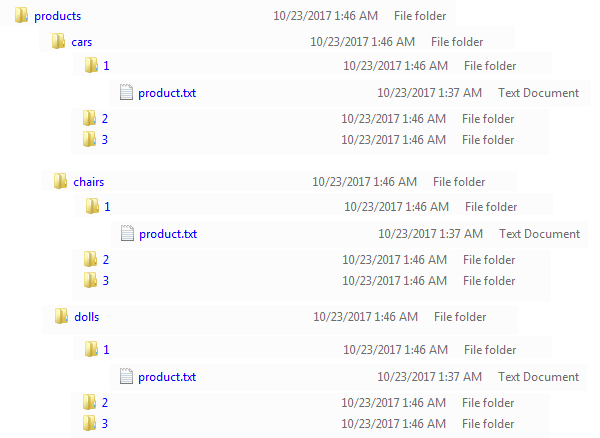 products 10/23/2017 1:46 AM File folder
cars 10/23/2017 1:46 AM File folder
1 10/23/2017 1:46 AM File folder
product.txt 10/23/2017 1:37 AM Text Document
2 10/23/2017 1:46 AM File folder
3 10/23/2017 1:46 AM File folder
chairs 10/23/2017 1:46 AM File folder
1 10/23/2017 1:46 AM File folder
product.txt 10/23/2017 1:37 AM Text Document
2 10/23/2017 1:46 AM File folder
3 10/23/2017 1:46 AM File folder
dolls 10/23/2017 1:46 AM File folder
1 10/23/2017 1:46 AM File folder
product.txt 10/23/2017 1:37 AM Text Document
2 10/23/2017 1:46 AM File folder
3 10/23/2017 1:46 AM File folder